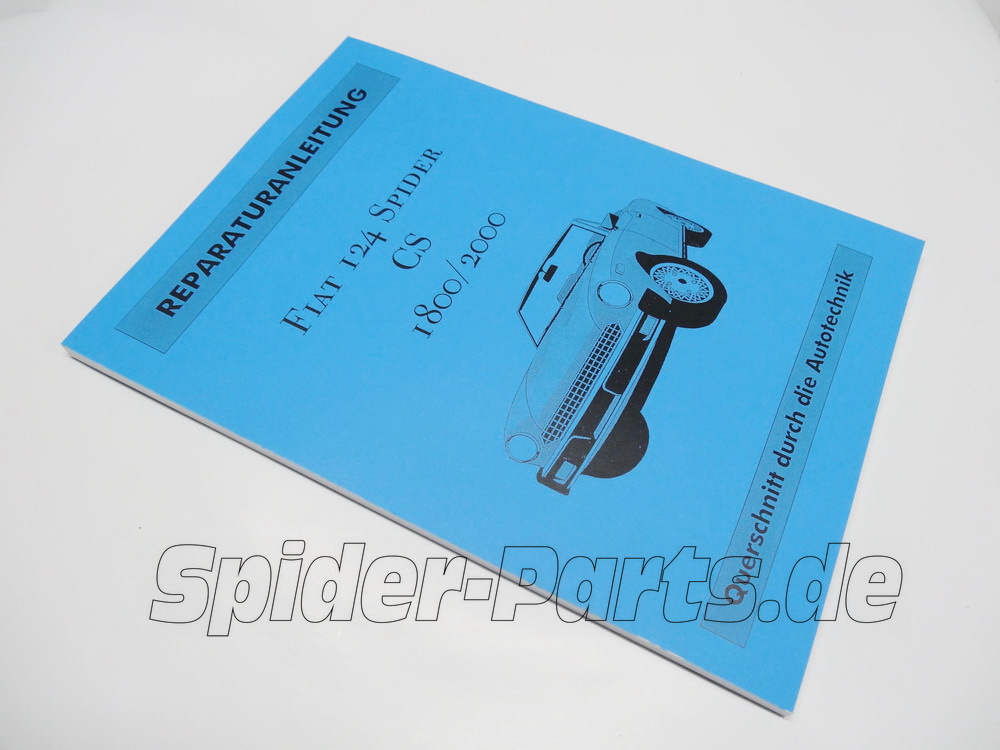 REPARATURANLEITUNG
FIAT 124 SPIDER
CS
1800/2000
Querschnitt durch die Autotechnik
Spider-Parts.de